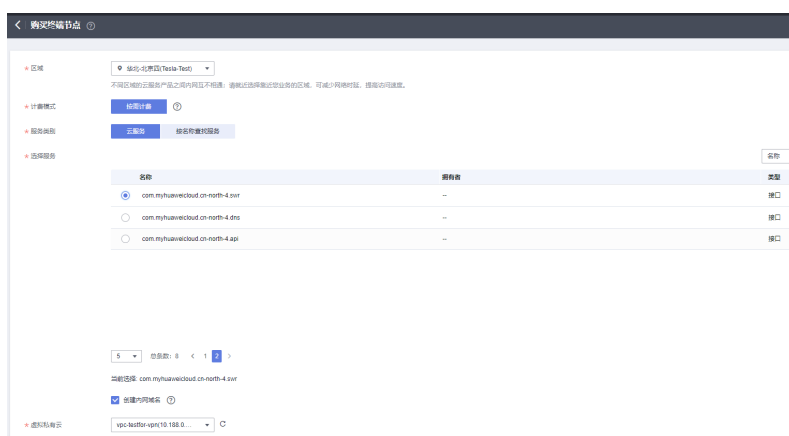 购买终端节点
* 区域
华北-北京四(Tesla-Test)
不同区域的云服务产品之间内网互不相通；请就近选择靠近您业务的区域，可减少网络时延，提高访问速度。
* 计费模式
按需计费
* 服务类别
云服务 按名称查找服务
* 选择服务
名称
名称 拥有者 类型
com.myhuaweicloud.cn-north-4.swr -- 接口
com.myhuaweicloud.cn-north-4.dns -- 接口
com.myhuaweicloud.cn-north-4.api -- 接口
5 总条数：8 < 1 2 >
当前选择: com.myhuaweicloud.cn-north-4.swr
创建内网域名
* 虚拟私有云
vpc-testfor-vpn(10.188.0....